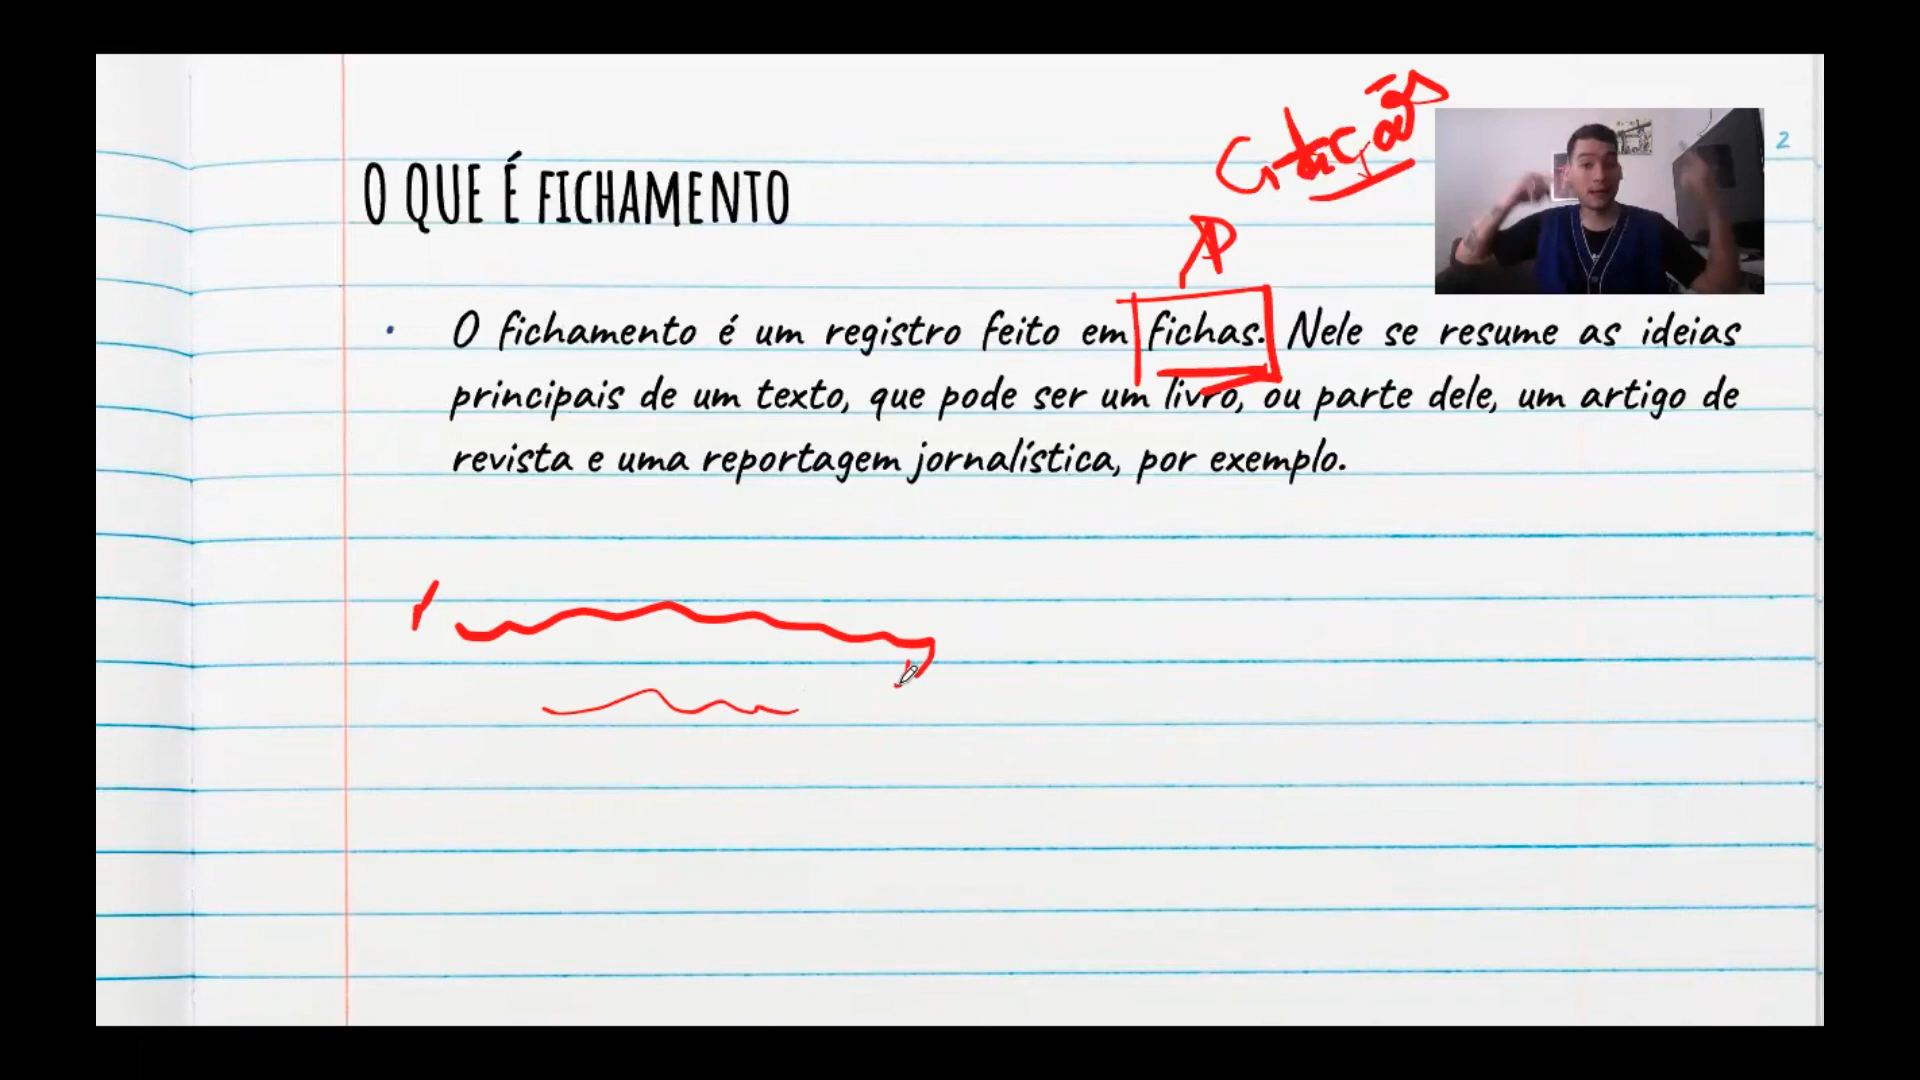 Citações
2
O QUE É FICHAMENTO
• O fichamento é um registro feito em fichas. Nele se resume as ideias
principais de um texto, que pode ser um livro, ou parte dele, um artigo de
revista e uma reportagem jornalística, por exemplo.